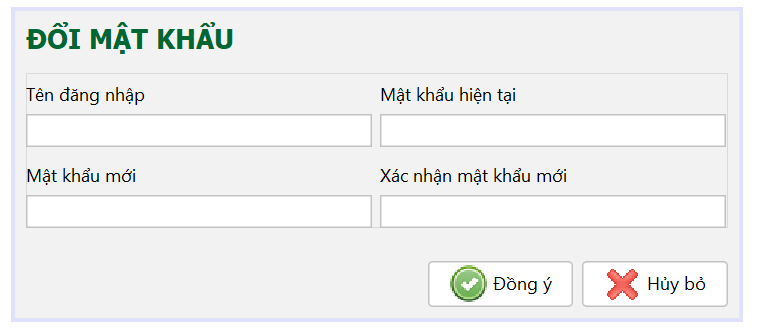 ĐỔI MẬT KHẨU
Tên đăng nhập
Mật khẩu hiện tại
Mật khẩu mới
Xác nhận mật khẩu mới
Đồng ý
Hủy bỏ